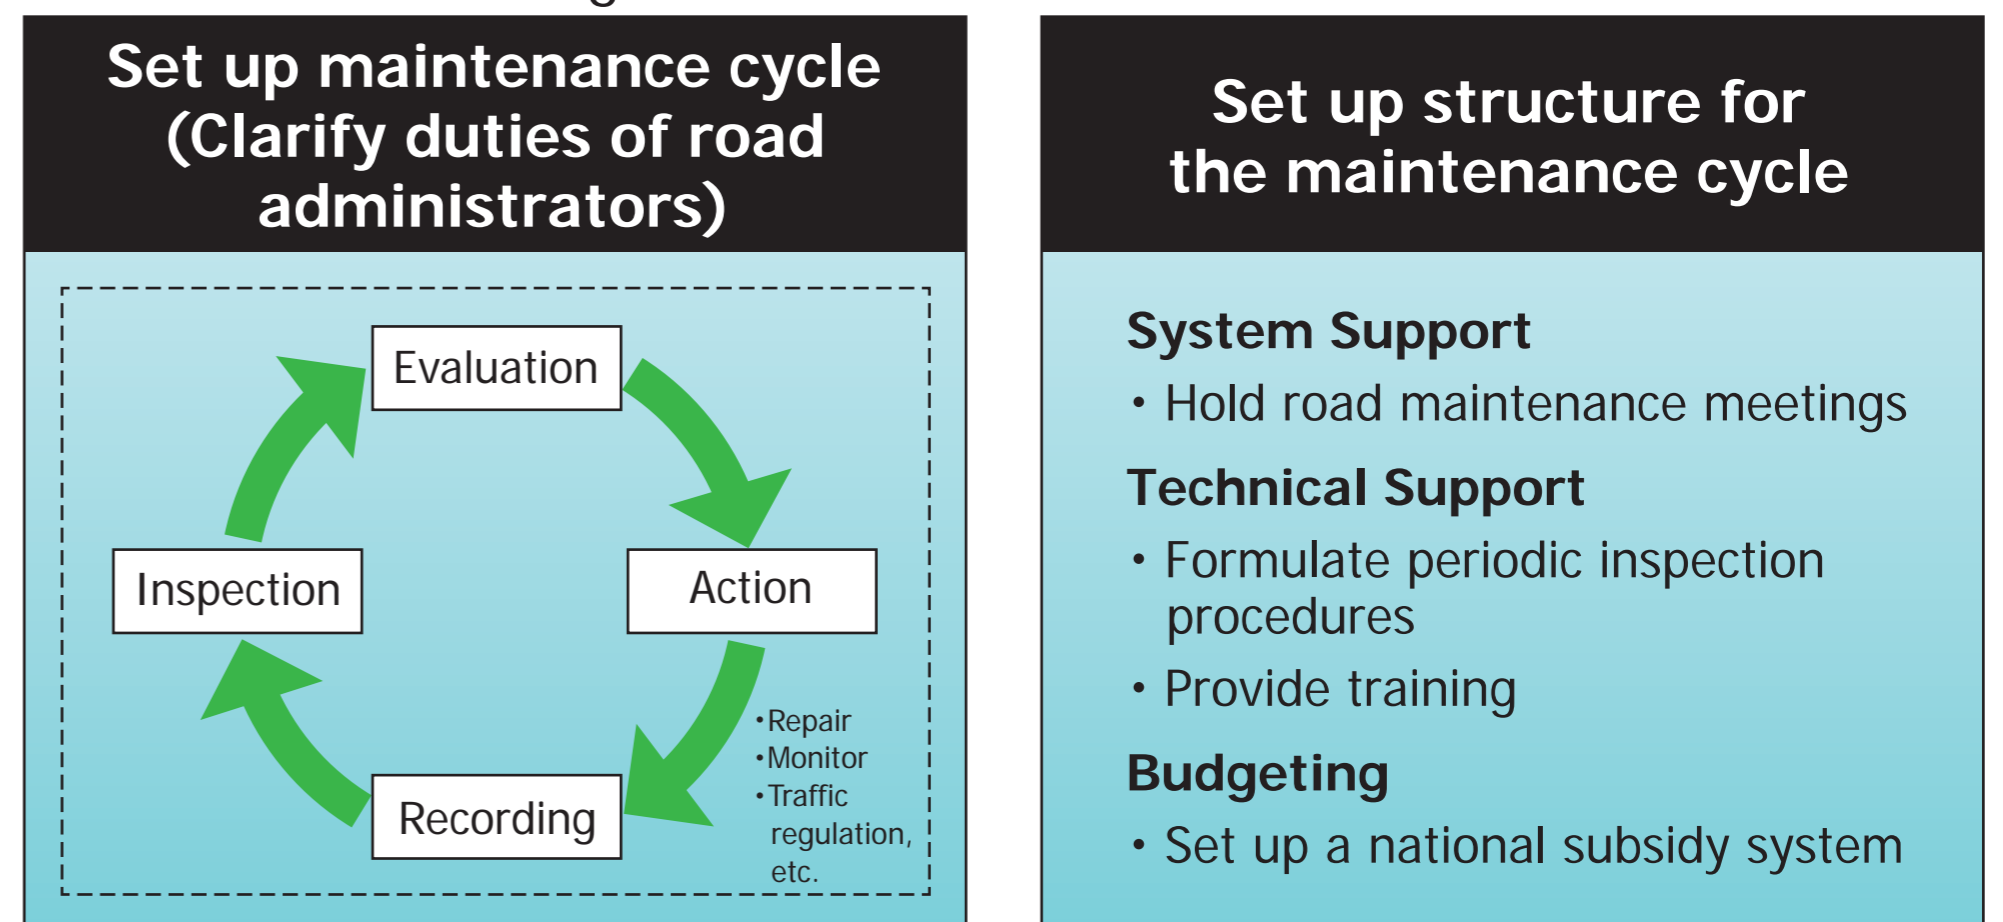 Set up maintenance cycle
(Clarify duties of road
administrators)
Evaluation
Inspection
Action
Recording
・Repair
・Monitor
・Traffic
regulation,
etc.
Set up structure for
the maintenance cycle
System Support
・Hold road maintenance meetings
Technical Support
・Formulate periodic inspection
procedures
・Provide training
Budgeting
・Set up a national subsidy system